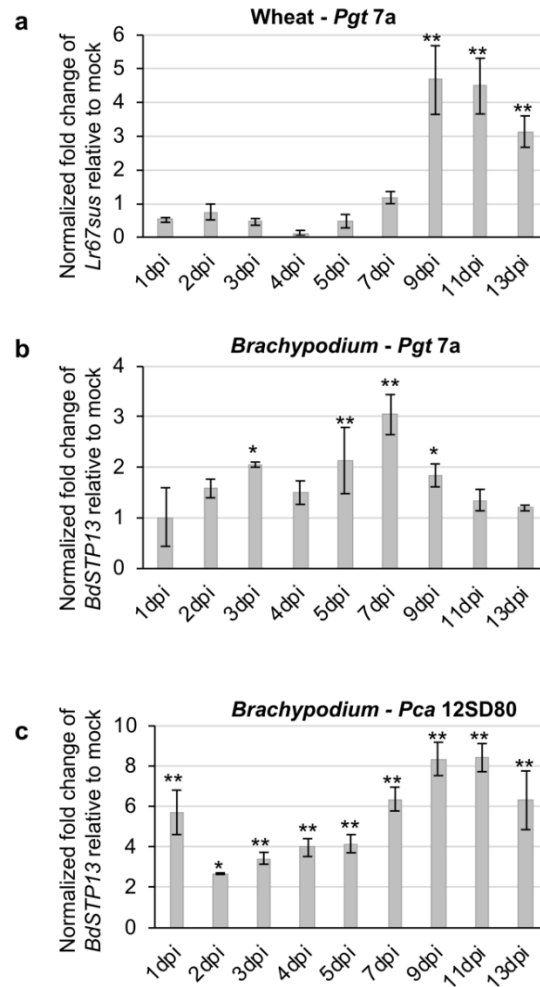 a
Wheat - Pgt 7a
Normalized fold change of
Lr67sus relative to mock
6
5
4
3
2
1
0
**
**
**
1dpi
2dpi
3dpi
4dpi
5dpi
7dpi
9dpi
11dpi
13dpi
b
Brachypodium - Pgt 7a
Normalized fold change of
BdSTP13 relative to mock
4
3
2
1
0
*
**
**
*
1dpi
2dpi
3dpi
4dpi
5dpi
7dpi
9dpi
11dpi
13dpi
c
Brachypodium - Pca 12SD80
Normalized fold change of
BdSTP13 relative to mock
10
8
6
4
2
0
**
*
**
**
**
**
**
**
**
1dpi
2dpi
3dpi
4dpi
5dpi
7dpi
9dpi
11dpi
13dpi